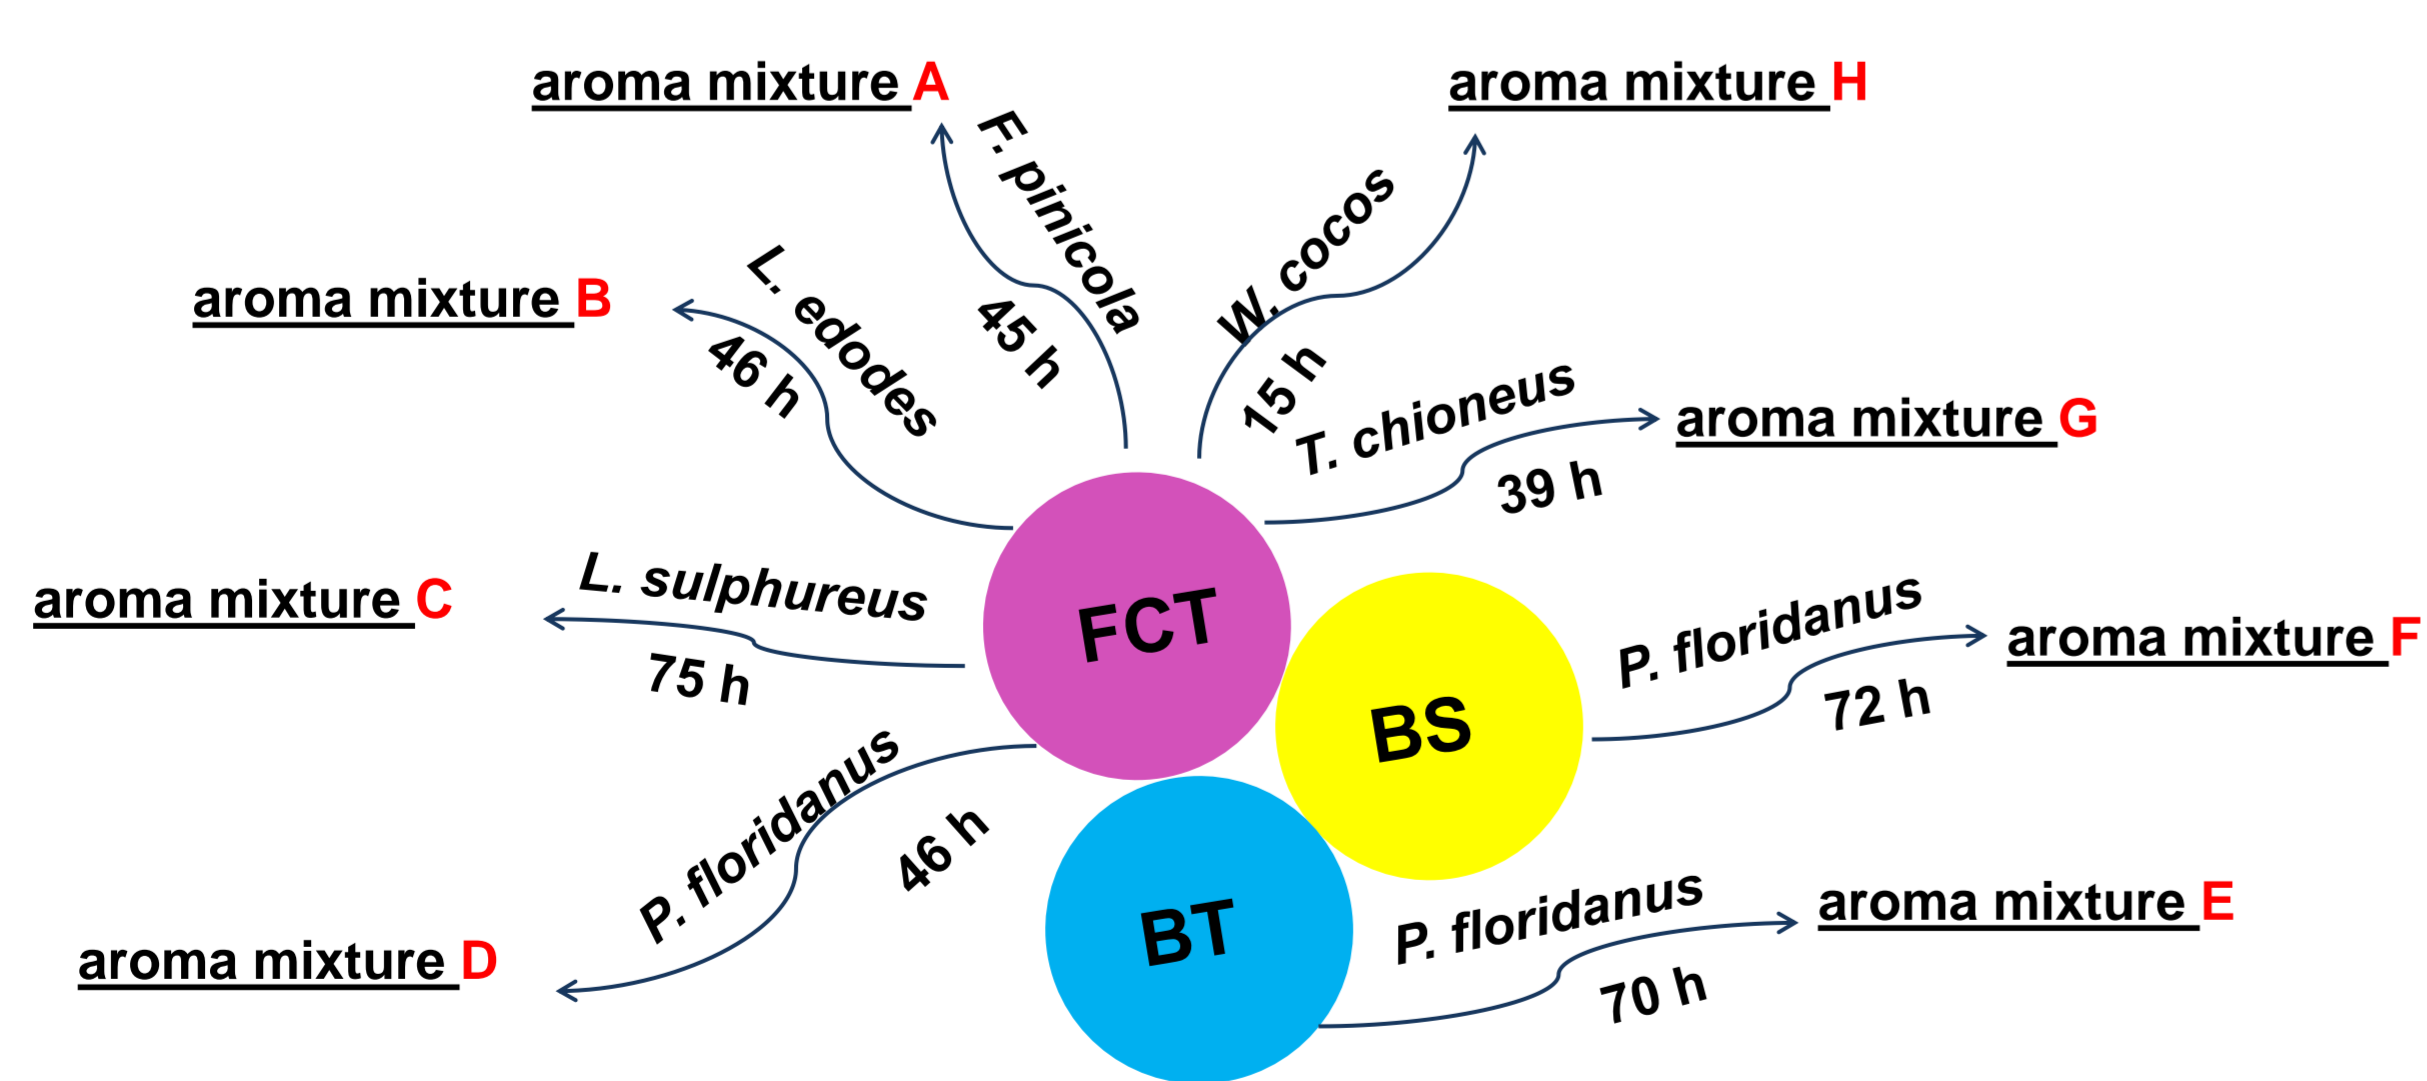 aroma mixture A
aroma mixture H
F. pinicola
45 h
W. cocos
15 h
aroma mixture B
L. edodes
46 h
T. chioneus
39 h
aroma mixture G
aroma mixture C
L. sulphureus
75 h
FCT
BS
P. floridanus
72 h
aroma mixture F
P. floridanus
46 h
aroma mixture D
BT
P. floridanus
70 h
aroma mixture E